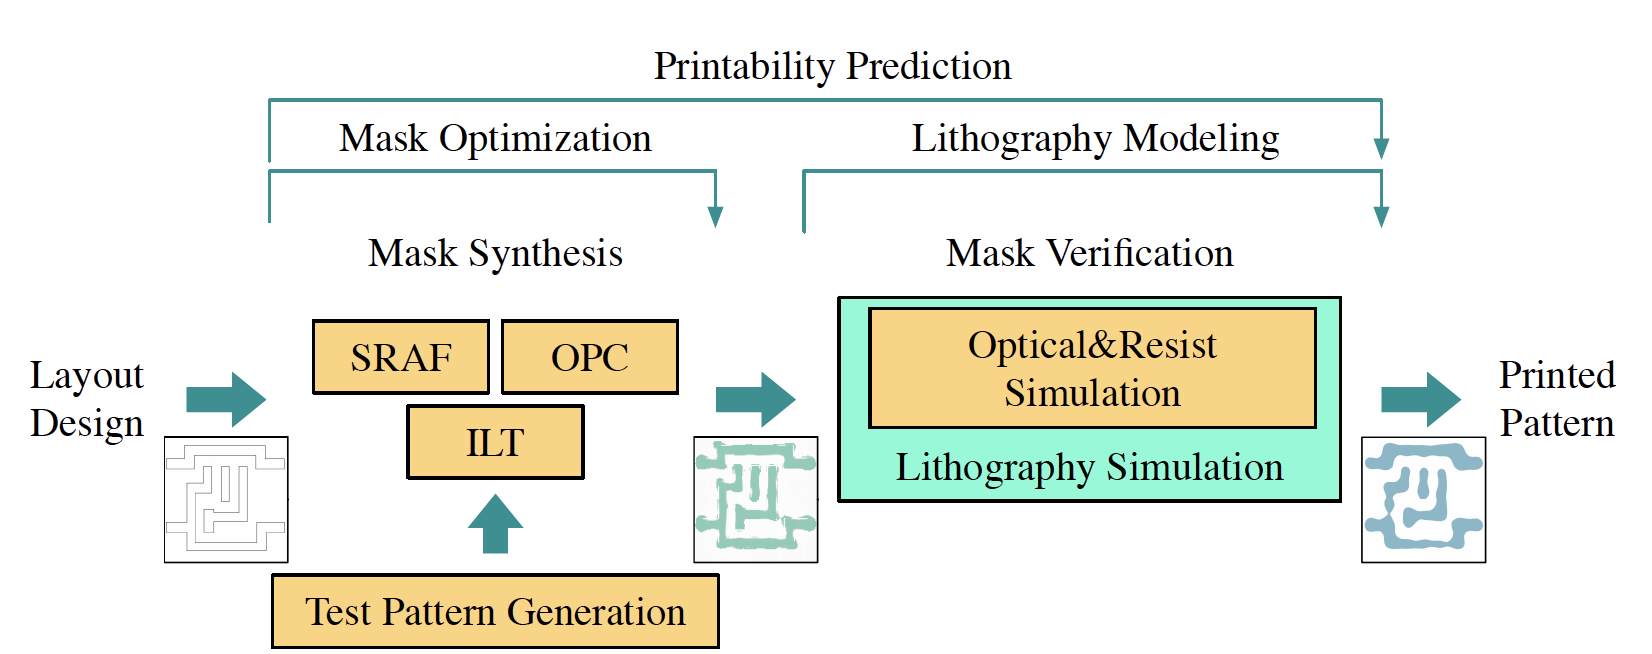 Printability Prediction
Mask Optimization
Lithography Modeling
Mask Synthesis
Mask Verification
SRAF
OPC
ILT
Optical&Resist
Simulation
Lithography Simulation
Layout
Design
Printed
Pattern
Test Pattern Generation